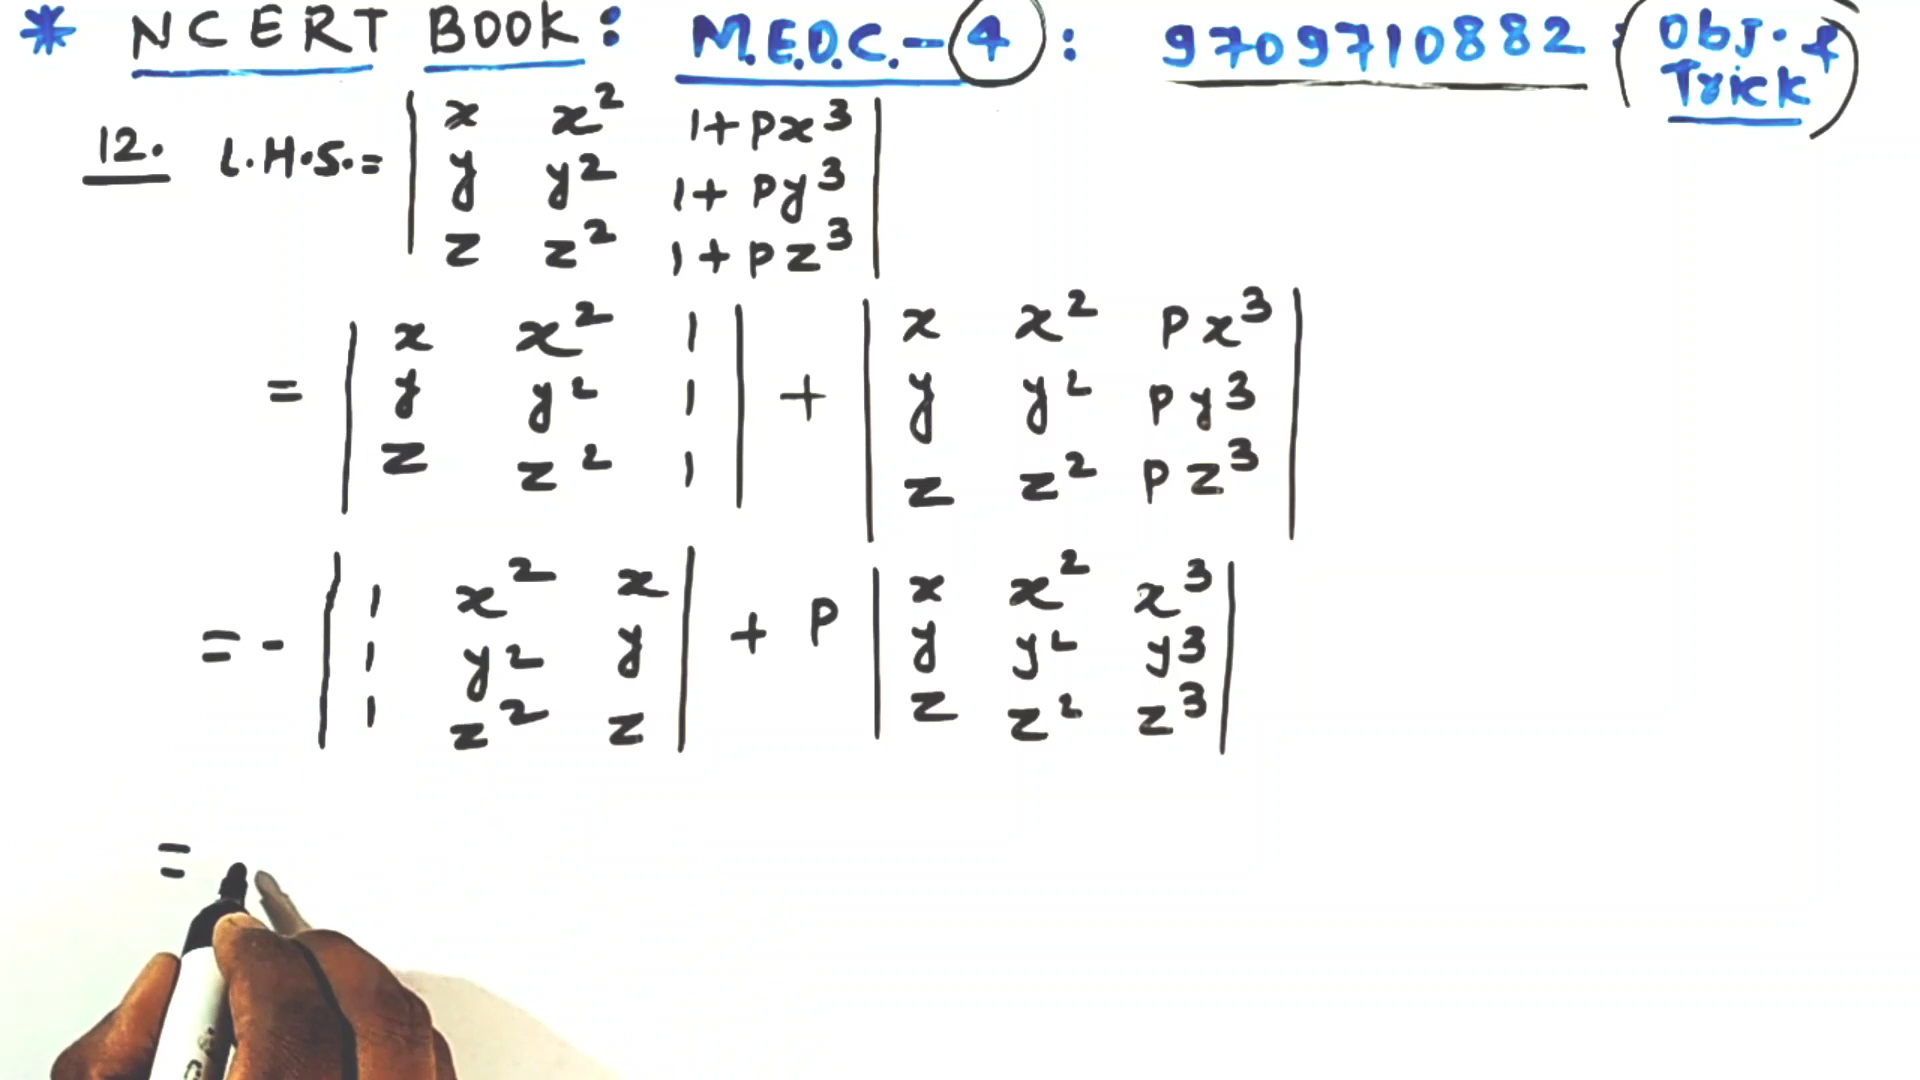 * NCERT BOOK: M.E.O.C.-4: 9709710882: Obj. &
Trick
12. L.H.S.= | x x² 1+px³ |
| y y² 1+py³ |
| z z² 1+pz³ |
= | x x² 1 | + | x x² px³ |
| y y² 1 | | y y² py³ |
| z z² 1 | | z z² pz³ |
=- | 1 x² x | + P | x x² x³ |
| 1 y² y | | y y² y³ |
| 1 z² z | | z z² z³ |
=